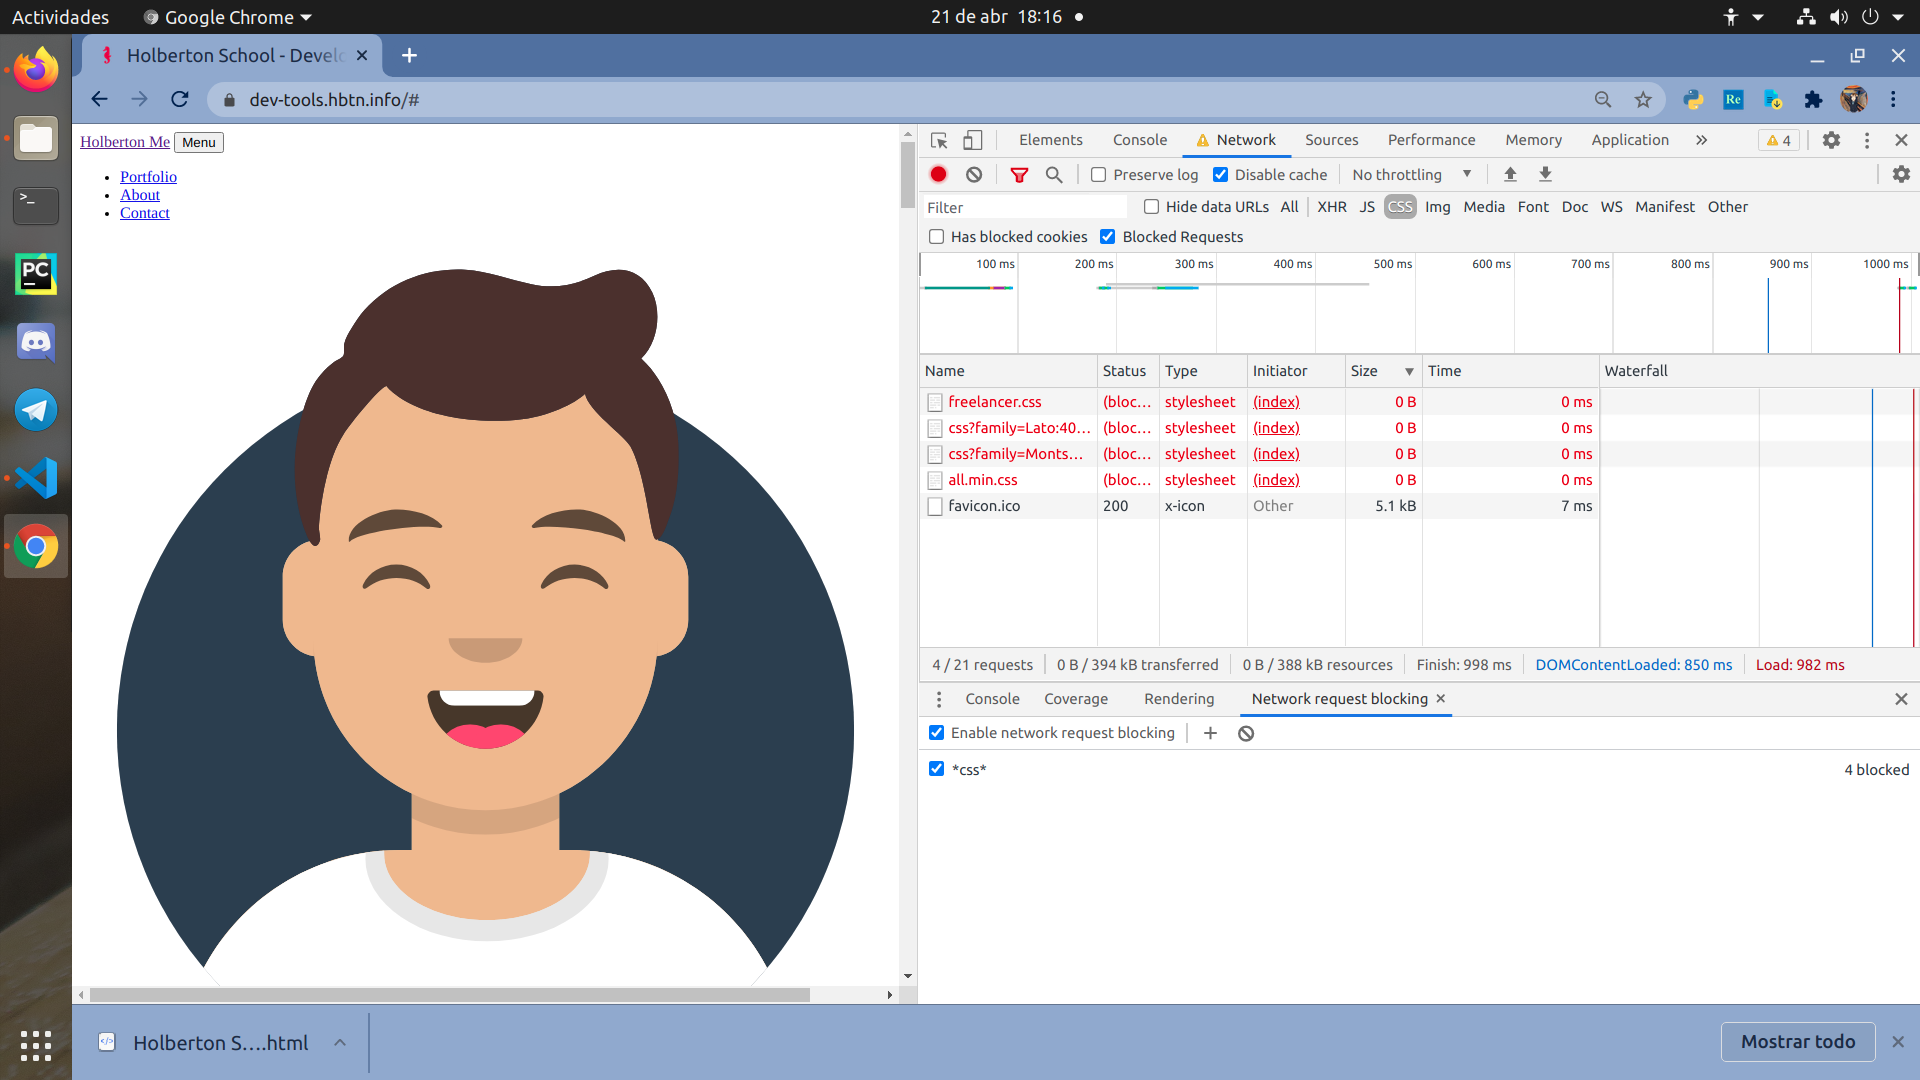 Actividades
Google Chrome
21 de abr 18:16
Holberton School - Develo
dev-tools.hbtn.info/#
Re
Holberton Me
Menu
Portfolio
About
Contact
>_
PC
Elements
Console
Network
Sources
Performance
Memory
Application
»
4
Preserve log
Disable cache
No throttling
Filter
Hide data URLs
All
XHR
JS
CSS
Img
Media
Font
Doc
WS
Manifest
Other
Has blocked cookies
Blocked Requests
100 ms
200 ms
300 ms
400 ms
500 ms
600 ms
700 ms
800 ms
900 ms
1000 ms
Name Status Type Initiator Size Time Waterfall
freelancer.css (bloc… stylesheet (index) 0 B 0 ms
css?family=Lato:40… (bloc… stylesheet (index) 0 B 0 ms
css?family=Monts… (bloc… stylesheet (index) 0 B 0 ms
all.min.css (bloc… stylesheet (index) 0 B 0 ms
favicon.ico 200 x-icon Other 5.1 kB 7 ms
4 / 21 requests
0 B / 394 kB transferred
0 B / 388 kB resources
Finish: 998 ms
DOMContentLoaded: 850 ms
Load: 982 ms
Console
Coverage
Rendering
Network request blocking
Enable network request blocking
*css*
4 blocked
Holberton S….html
Mostrar todo